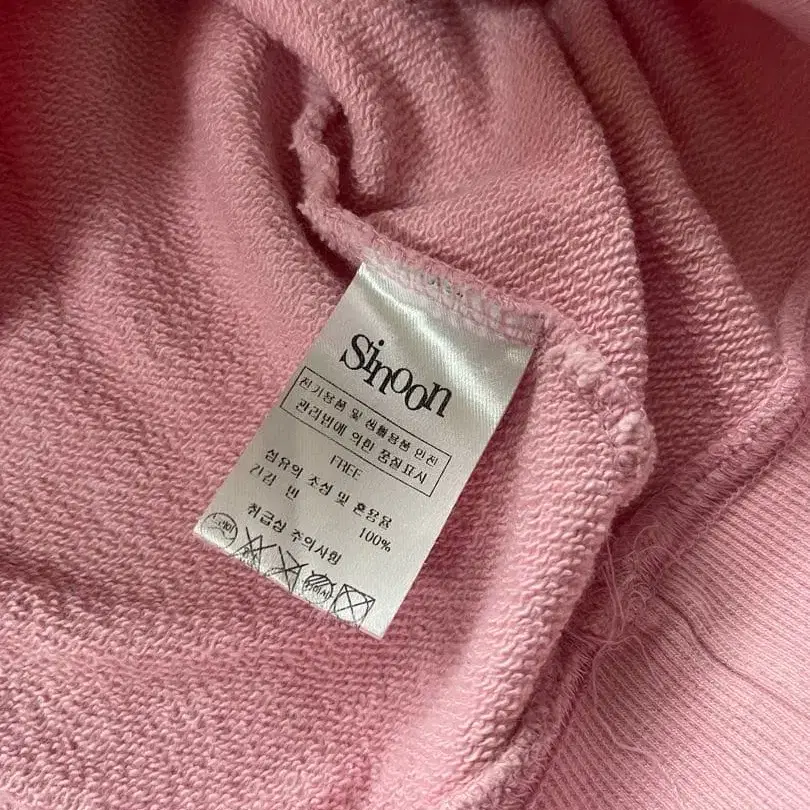 Sinoon
전기용품 및 생활용품 안전
관리법에 의한 품질표시
FREE
섬유의 조성 및 혼용율
100%
취급상 주의사항